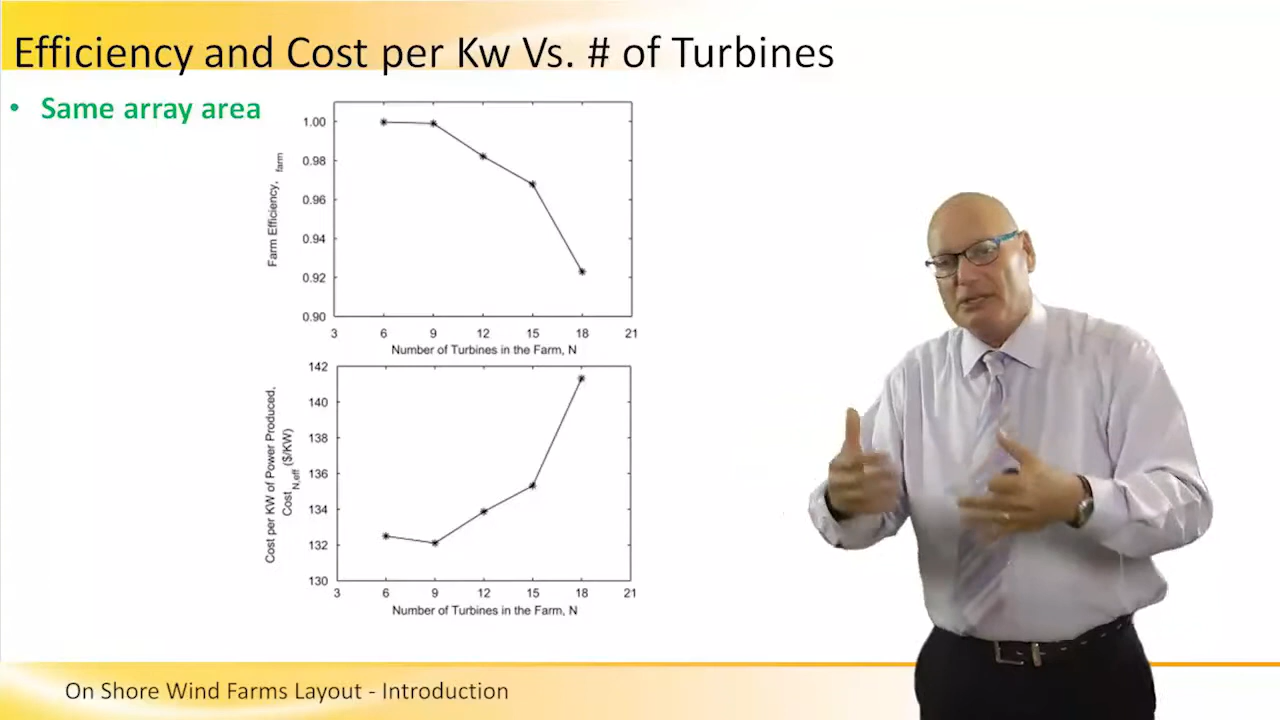 Efficiency and Cost per Kw Vs. # of Turbines
• Same array area
Farm Efficiency, farm
1.00
0.98
0.96
0.94
0.92
0.90
3 6 9 12 15 18 21
Number of Turbines in the Farm, N
Cost per KW of Power Produced,
Cost N,eff ($/KW)
142
140
138
136
134
132
130
3 6 9 12 15 18 21
Number of Turbines in the Farm, N
On Shore Wind Farms Layout - Introduction